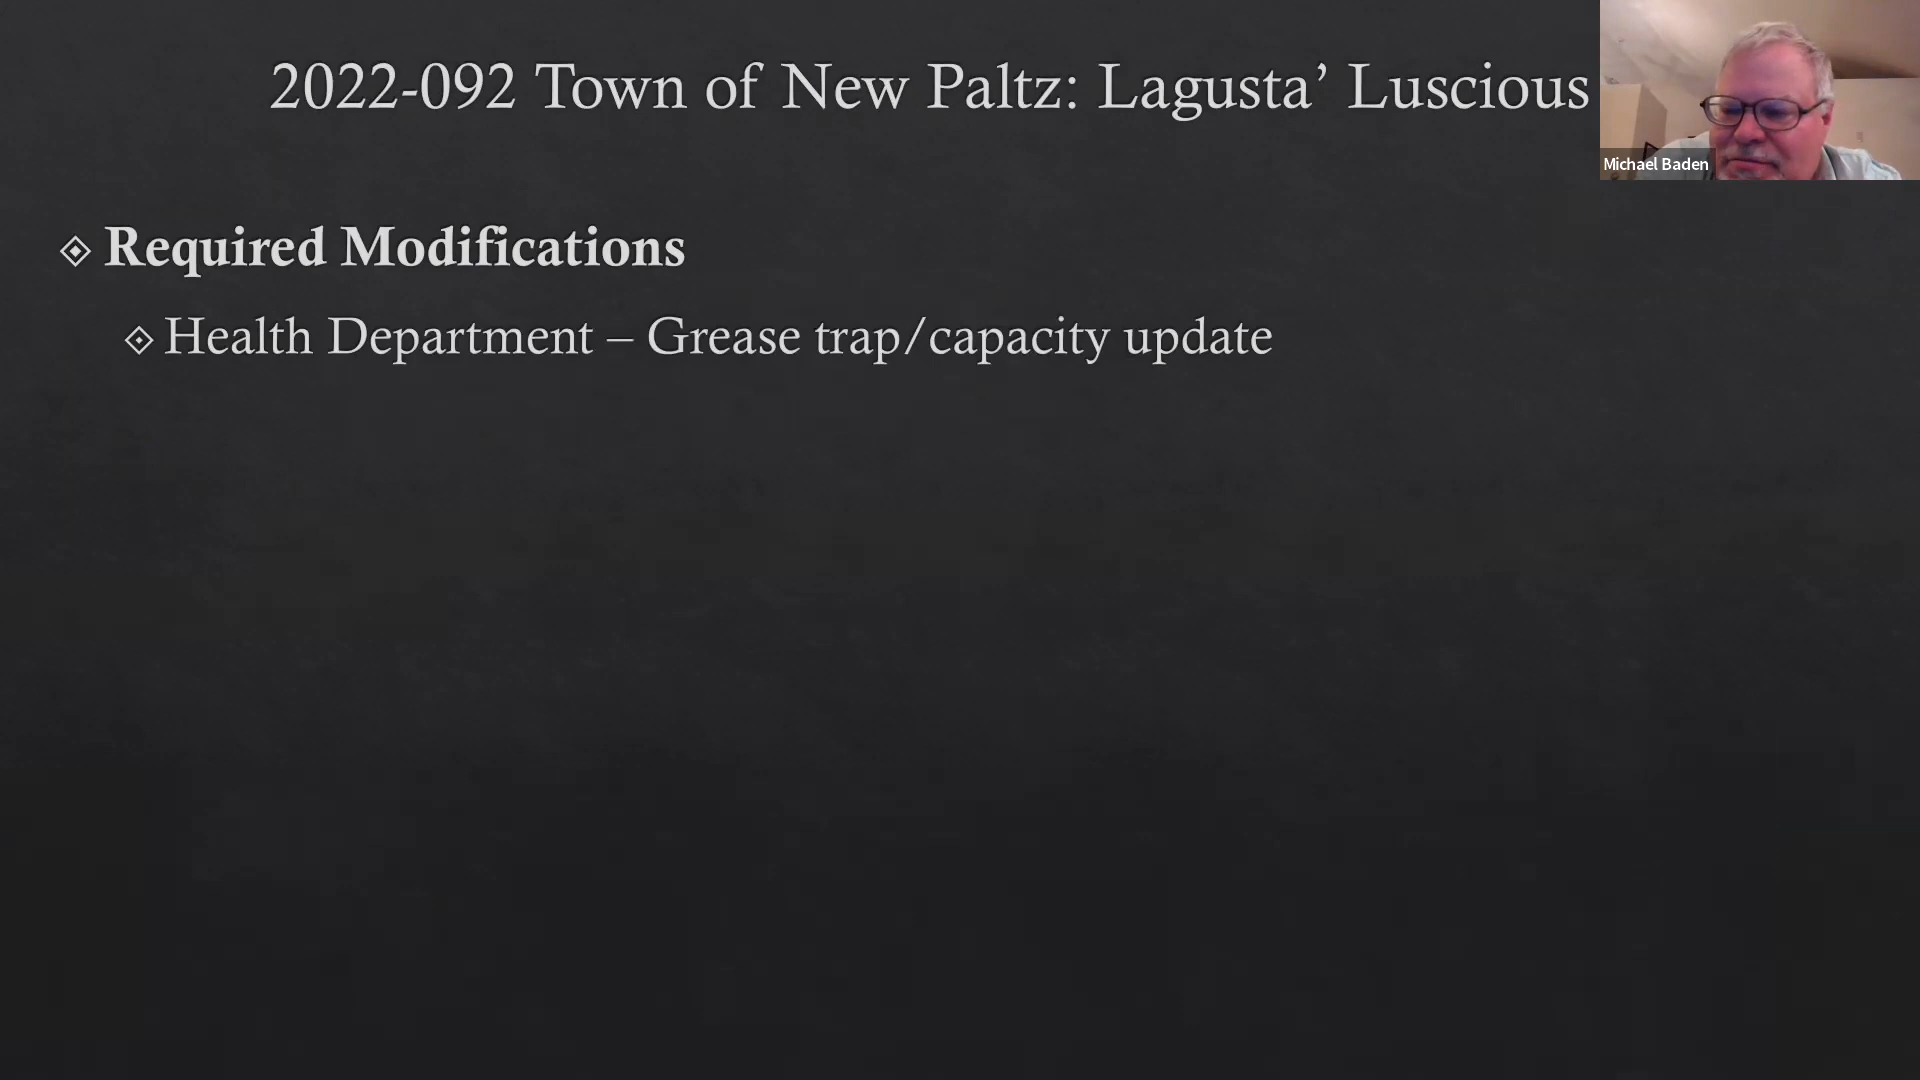 2022-092 Town of New Paltz: Lagusta’ Luscious
Michael Baden
Required Modifications
Health Department – Grease trap/capacity update